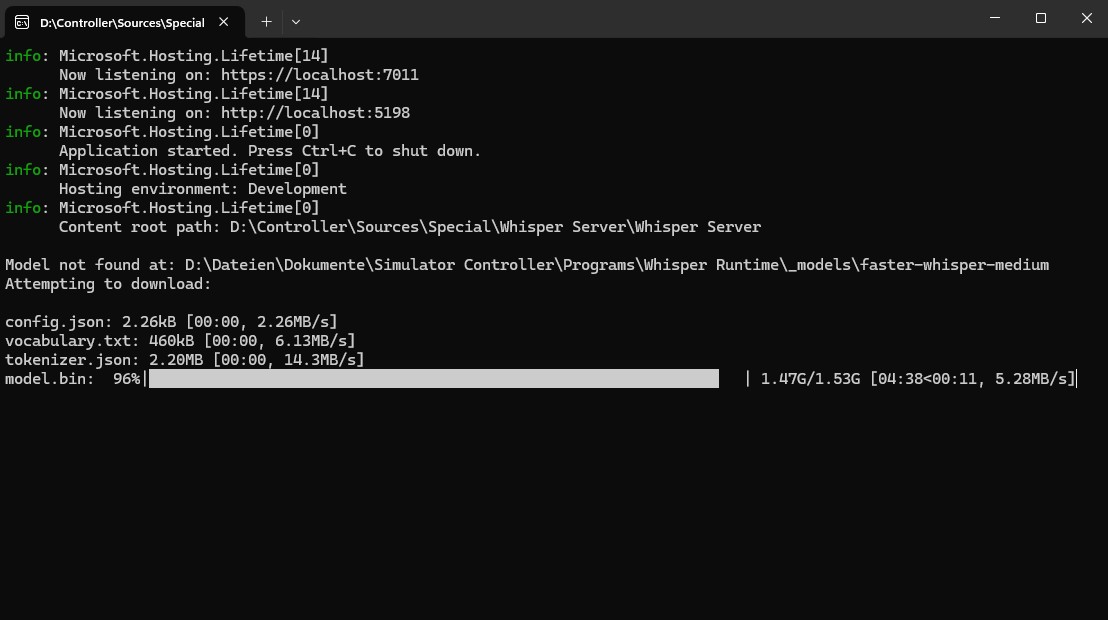 D:\Controller\Sources\Special
info: Microsoft.Hosting.Lifetime[14]
      Now listening on: https://localhost:7011
info: Microsoft.Hosting.Lifetime[14]
      Now listening on: http://localhost:5198
info: Microsoft.Hosting.Lifetime[0]
      Application started. Press Ctrl+C to shut down.
info: Microsoft.Hosting.Lifetime[0]
      Hosting environment: Development
info: Microsoft.Hosting.Lifetime[0]
      Content root path: D:\Controller\Sources\Special\Whisper Server\Whisper Server
Model not found at: D:\Dateien\Dokumente\Simulator Controller\Programs\Whisper Runtime\_models\faster-whisper-medium
Attempting to download:
config.json: 2.26kB [00:00, 2.26MB/s]
vocabulary.txt: 460kB [00:00, 6.13MB/s]
tokenizer.json: 2.20MB [00:00, 14.3MB/s]
model.bin:  96%| | 1.47G/1.53G [04:38<00:11, 5.28MB/s]